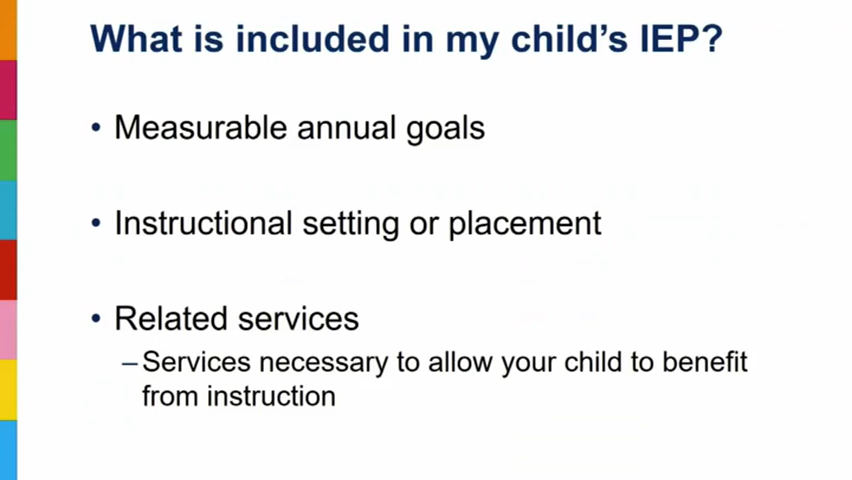 What is included in my child’s IEP?
• Measurable annual goals
• Instructional setting or placement
• Related services
–Services necessary to allow your child to benefit
from instruction